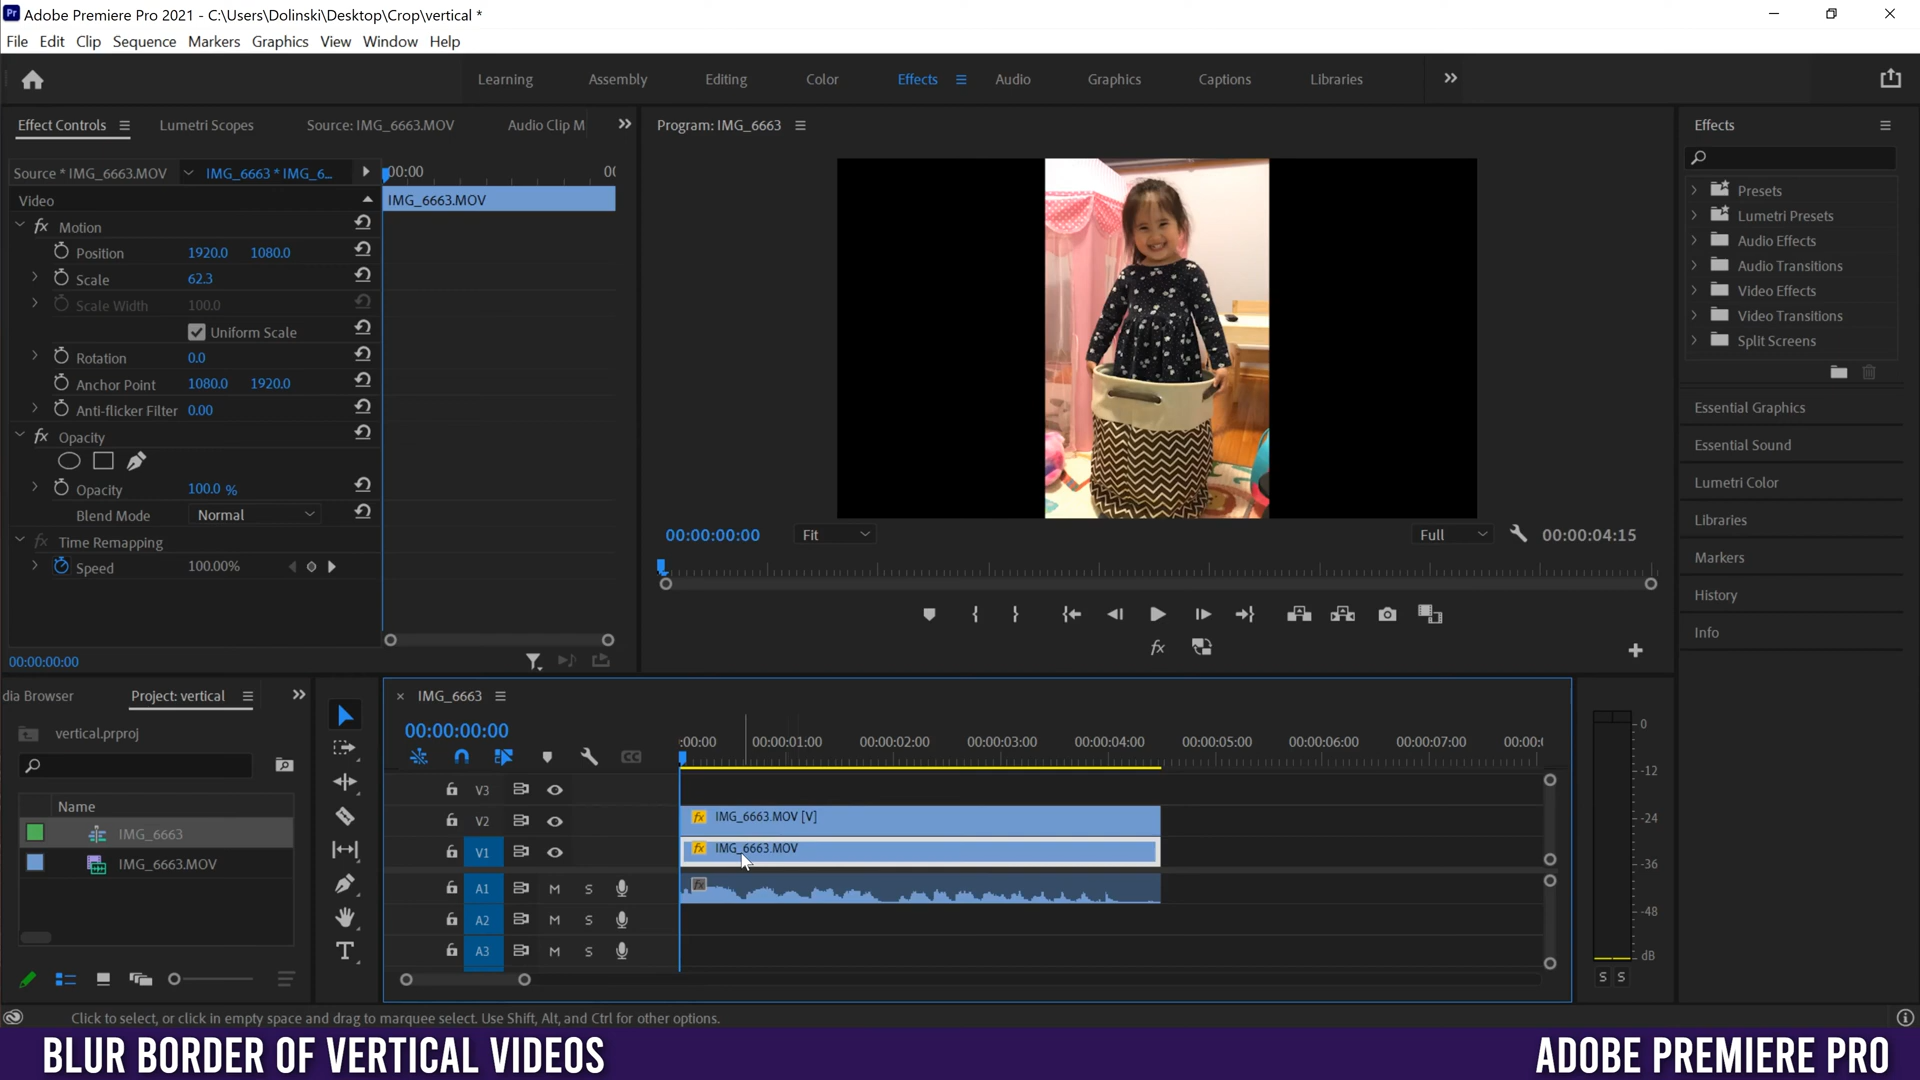 Adobe Premiere Pro 2021 - C:\Users\Dolinski\Desktop\Crop\vertical *
File Edit Clip Sequence Markers Graphics View Window Help
Learning Assembly Editing Color Effects Audio Graphics Captions Libraries
Effect Controls Lumetri Scopes Source: IMG_6663.MOV Audio Clip M
Source * IMG_6663.MOV IMG_6663 * IMG_6...
:00:00 00
Video IMG_6663.MOV
fx Motion
Position 1920.0 1080.0
Scale 62.3
Scale Width 100.0
Uniform Scale
Rotation 0.0
Anchor Point 1080.0 1920.0
Anti-flicker Filter 0.00
fx Opacity
Opacity 100.0 %
Blend Mode Normal
fx Time Remapping
Speed 100.00%
00:00:00:00
Program: IMG_6663
00:00:00:00 Fit Full 00:00:04:15
fx
Effects
Presets
Lumetri Presets
Audio Effects
Audio Transitions
Video Effects
Video Transitions
Split Screens
Essential Graphics
Essential Sound
Lumetri Color
Libraries
Markers
History
Info
dia Browser Project: vertical
vertical.prproj
Name
IMG_6663
IMG_6663.MOV
T
× IMG_6663
00:00:00:00
:00:00 00:00:01:00 00:00:02:00 00:00:03:00 00:00:04:00 00:00:05:00 00:00:06:00 00:00:07:00 00:00:0
CC
V3
V2 fx IMG_6663.MOV [V]
V1 fx IMG_6663.MOV
A1 M S fx
A2 M S
A3 M S
0
-12
-24
-36
-48
dB
S S
Click to select, or click in empty space and drag to marquee select. Use Shift, Alt, and Ctrl for other options.
BLUR BORDER OF VERTICAL VIDEOS ADOBE PREMIERE PRO